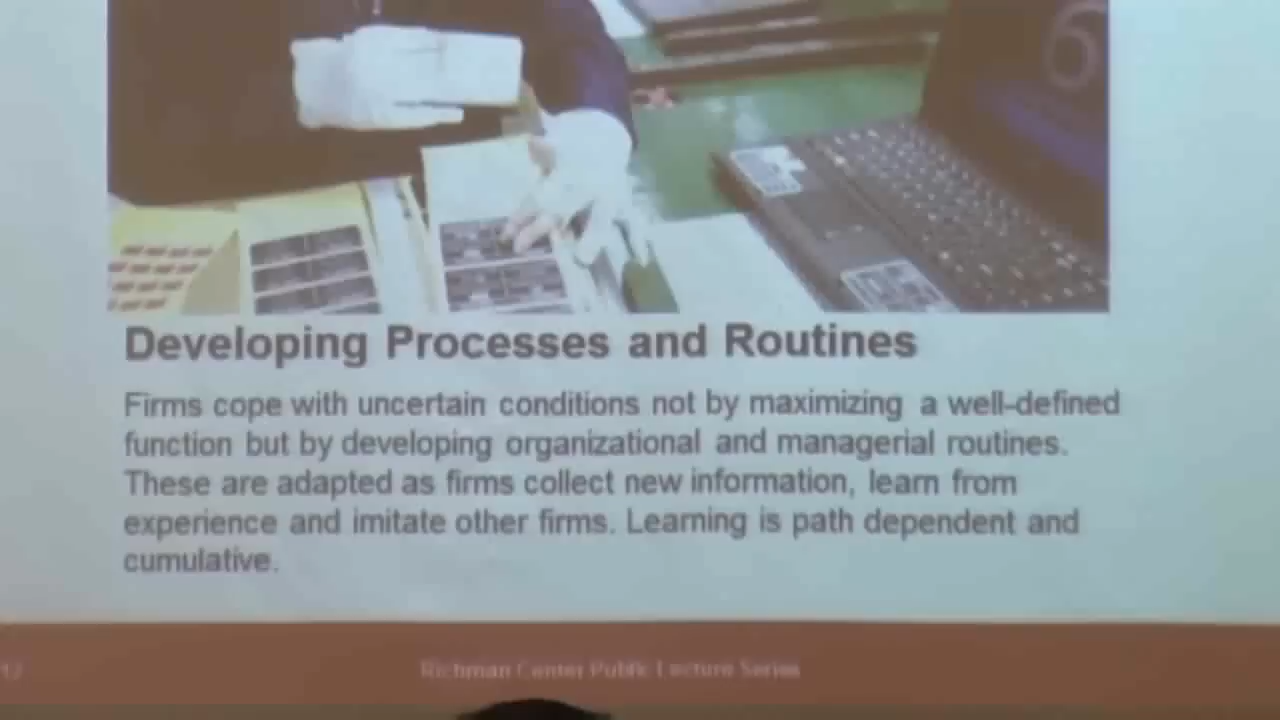 6
Developing Processes and Routines
Firms cope with uncertain conditions not by maximizing a well-defined
function but by developing organizational and managerial routines.
These are adapted as firms collect new information, learn from
experience and imitate other firms. Learning is path dependent and
cumulative.
Richman Center Public Lecture Series